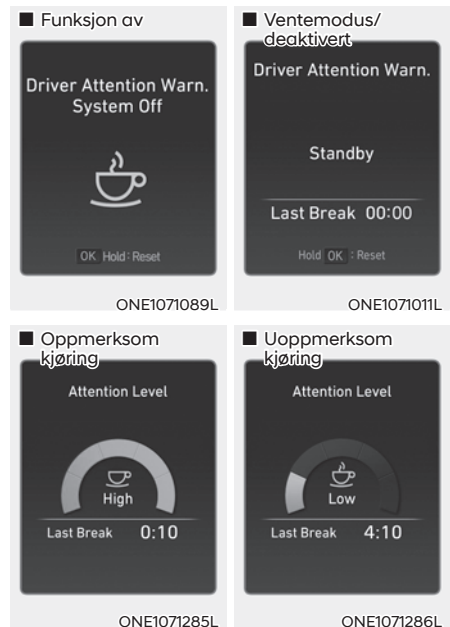 ■ Funksjon av
Driver Attention Warn.
System Off
OK Hold : Reset
ONE1071089L
■ Ventemodus/
deaktivert
Driver Attention Warn.
Standby
Last Break 00:00
Hold OK : Reset
ONE1071011L
■ Oppmerksom
kjøring
Attention Level
High
Last Break 0:10
ONE1071285L
■ Uoppmerksom
kjøring
Attention Level
Low
Last Break 4:10
ONE1071286L